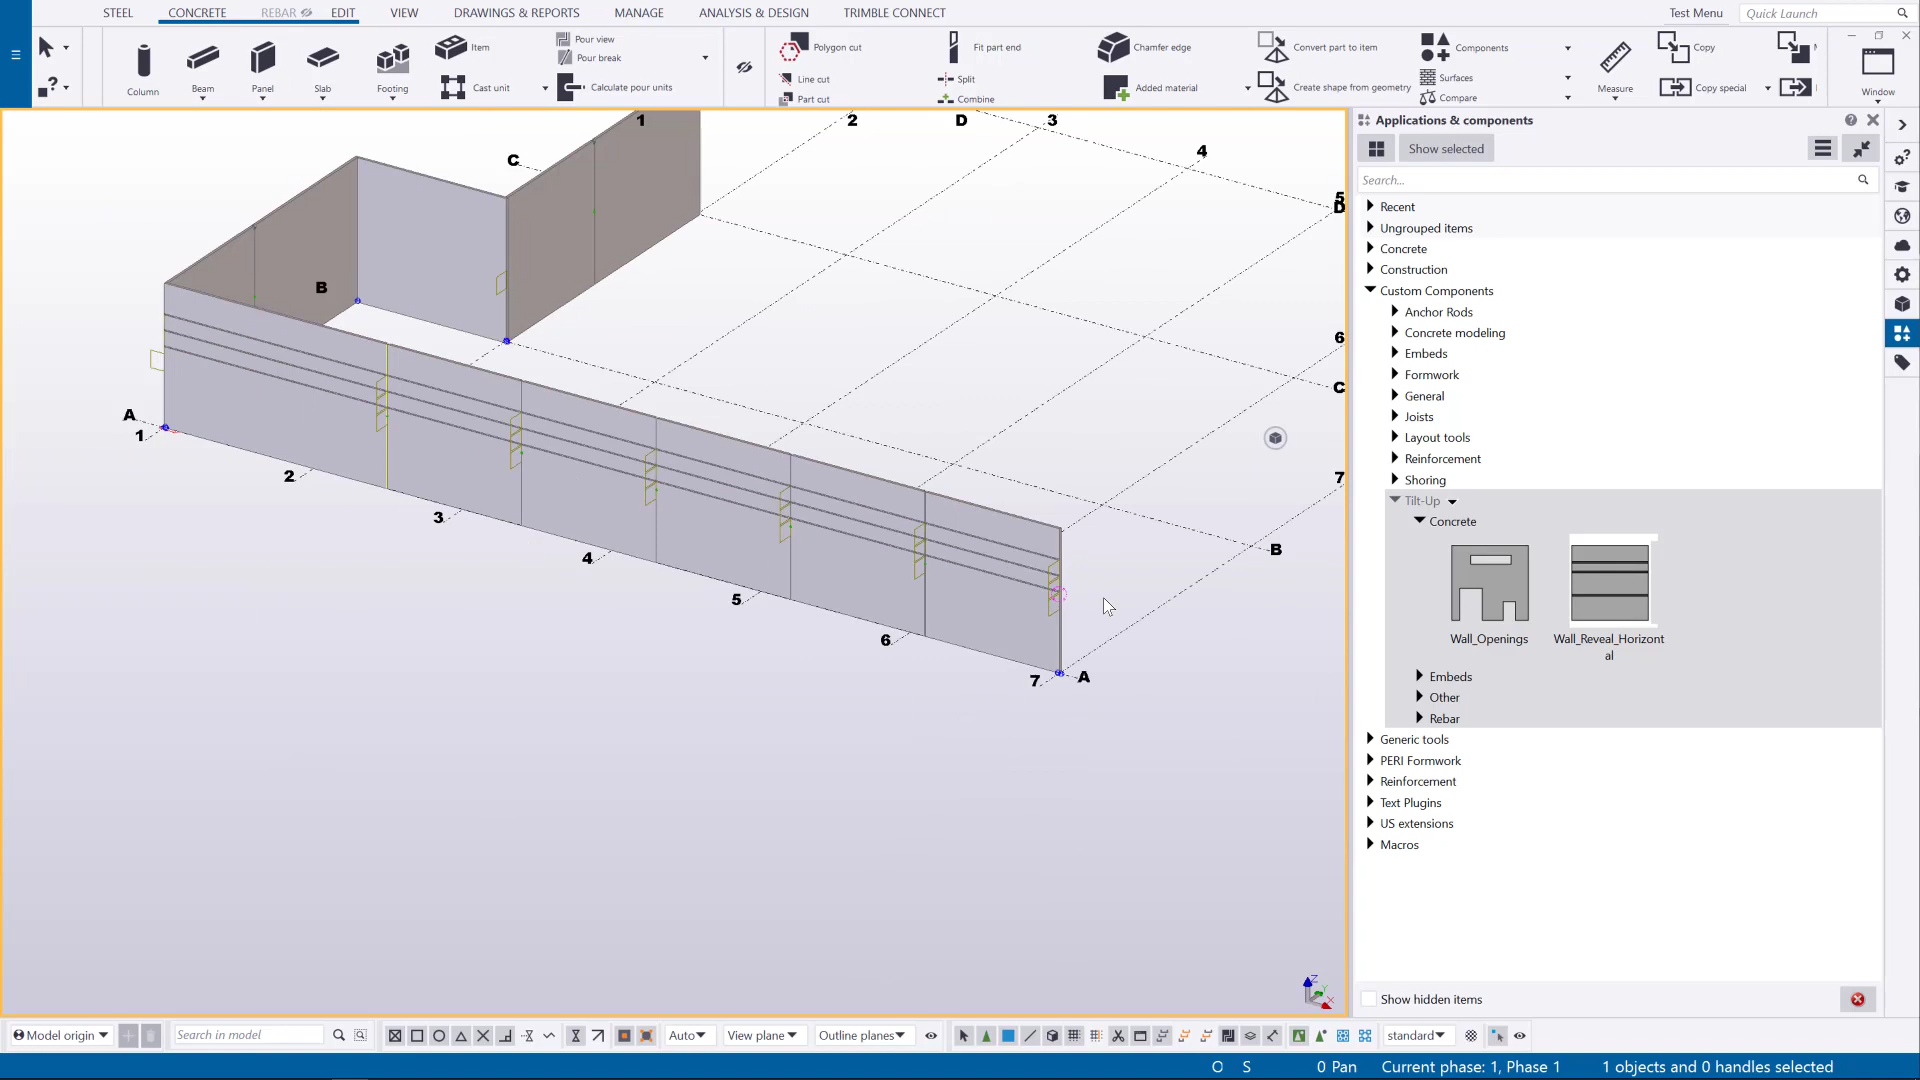 STEEL CONCRETE REBAR EDIT VIEW DRAWINGS & REPORTS MANAGE ANALYSIS & DESIGN TRIMBLE CONNECT Test Menu Quick Launch
Column Beam Panel Slab Footing
Item
Cast unit
Pour view
Pour break
Calculate pour units
Polygon cut
Line cut
Part cut
Fit part end
Split
Combine
Chamfer edge
Added material
Convert part to item
Create shape from geometry
Components
Surfaces
Compare
Measure
Copy
Copy special
Window
Applications & components
Show selected
Search...
Recent
Ungrouped items
Concrete
Construction
Custom Components
Anchor Rods
Concrete modeling
Embeds
Formwork
General
Joists
Layout tools
Reinforcement
Shoring
Tilt-Up
Concrete
Wall_Openings
Wall_Reveal_Horizont
al
Embeds
Other
Rebar
Generic tools
PERI Formwork
Reinforcement
Text Plugins
US extensions
Macros
Show hidden items
1 2 D 3
C 4
5
D
B 6
C
A
1
2 7
3
B
4
5
6
7 A
Z
Y
X
Model origin Search in model Auto View plane Outline planes standard
O S 0 Pan Current phase: 1, Phase 1 1 objects and 0 handles selected